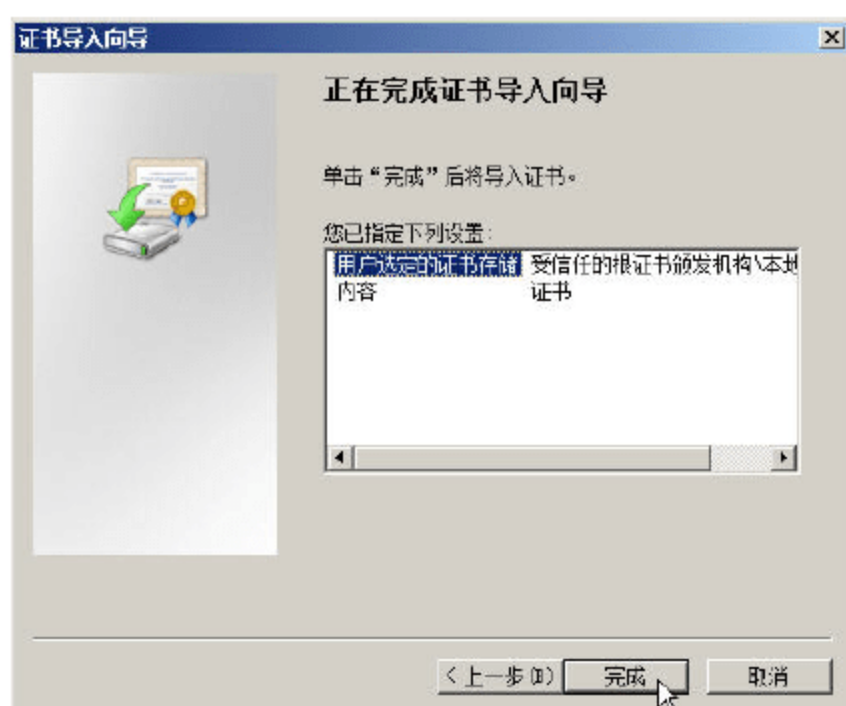 证书导入向导
正在完成证书导入向导
单击“完成”后将导入证书。
您已指定下列设置:
用户选定的证书存储 受信任的根证书颁发机构\本地
内容 证书
< 上一步(B) 完成 取消